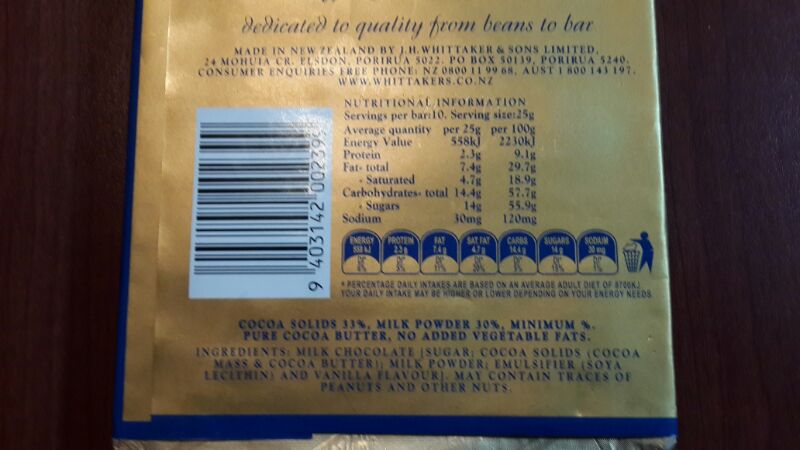 dedicated to quality from beans to bar
MADE IN NEW ZEALAND BY J.H.WHITTAKER & SONS LIMITED,
24 MOHUIA CR. ELSDON, PORIRUA 5022. PO BOX 50139, PORIRUA 5240.
CONSUMER ENQUIRIES FREE PHONE: NZ 0800 11 99 68, AUST 1 800 143 197.
WWW.WHITTAKERS.CO.NZ
NUTRITIONAL INFORMATION
Servings per bar:10. Serving size:25g
Average quantity per 25g per 100g
Energy Value 558kJ 2230kJ
Protein 2.3g 9.1g
Fat- total 7.4g 29.7g
- Saturated 4.7g 18.9g
Carbohydrates- total 14.4g 57.7g
- Sugars 14g 55.9g
Sodium 30mg 120mg
ENERGY PROTEIN FAT SAT FAT CARBS SUGARS SODIUM
558 kJ 2.3 g 7.4 g 4.7 g 14.4 g 14 g 30 mg
DI* DI* DI* DI* DI* DI* DI*
* PERCENTAGE DAILY INTAKES ARE BASED ON AN AVERAGE ADULT DIET OF 8700KJ.
YOUR DAILY INTAKE MAY BE HIGHER OR LOWER DEPENDING ON YOUR ENERGY NEEDS
9 403142 002399
COCOA SOLIDS 33%, MILK POWDER 30%, MINIMUM %.
PURE COCOA BUTTER, NO ADDED VEGETABLE FATS.
INGREDIENTS: MILK CHOCOLATE [SUGAR; COCOA SOLIDS (COCOA
MASS & COCOA BUTTER); MILK POWDER; EMULSIFIER (SOYA
LECITHIN) AND VANILLA FLAVOUR]. MAY CONTAIN TRACES OF
PEANUTS AND OTHER NUTS.